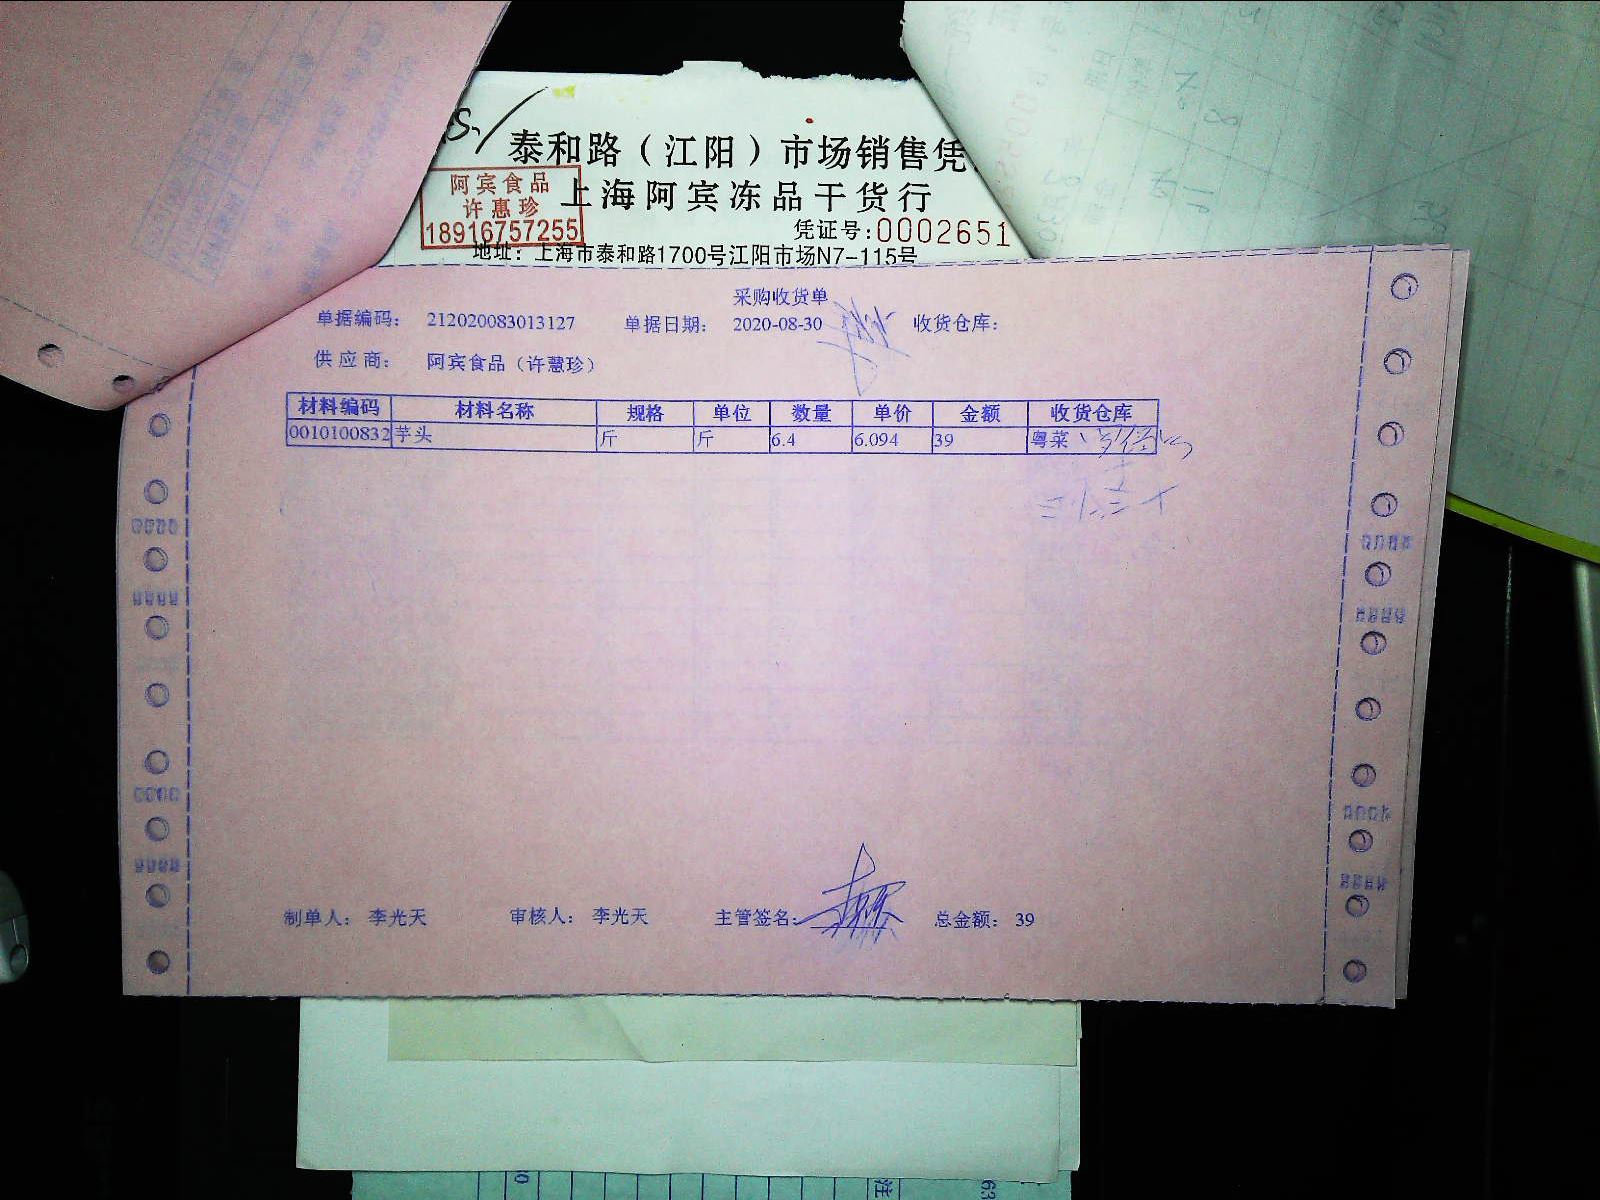 泰和路（江阳）市场销售凭
阿宾食品
许惠珍
18916757255
上海阿宾冻品干货行
凭证号:0002651
地址：上海市泰和路1700号江阳市场N7-115号
采购收货单
单据编码： 212020083013127 单据日期： 2020-08-30 收货仓库：
供应商： 阿宾食品（许慧珍）
材料编码 材料名称 规格 单位 数量 单价 金额 收货仓库
0010100832 芋头 斤 斤 6.4 6.094 39 粤菜
制单人： 李光天 审核人： 李光天 主管签名： 总金额： 39